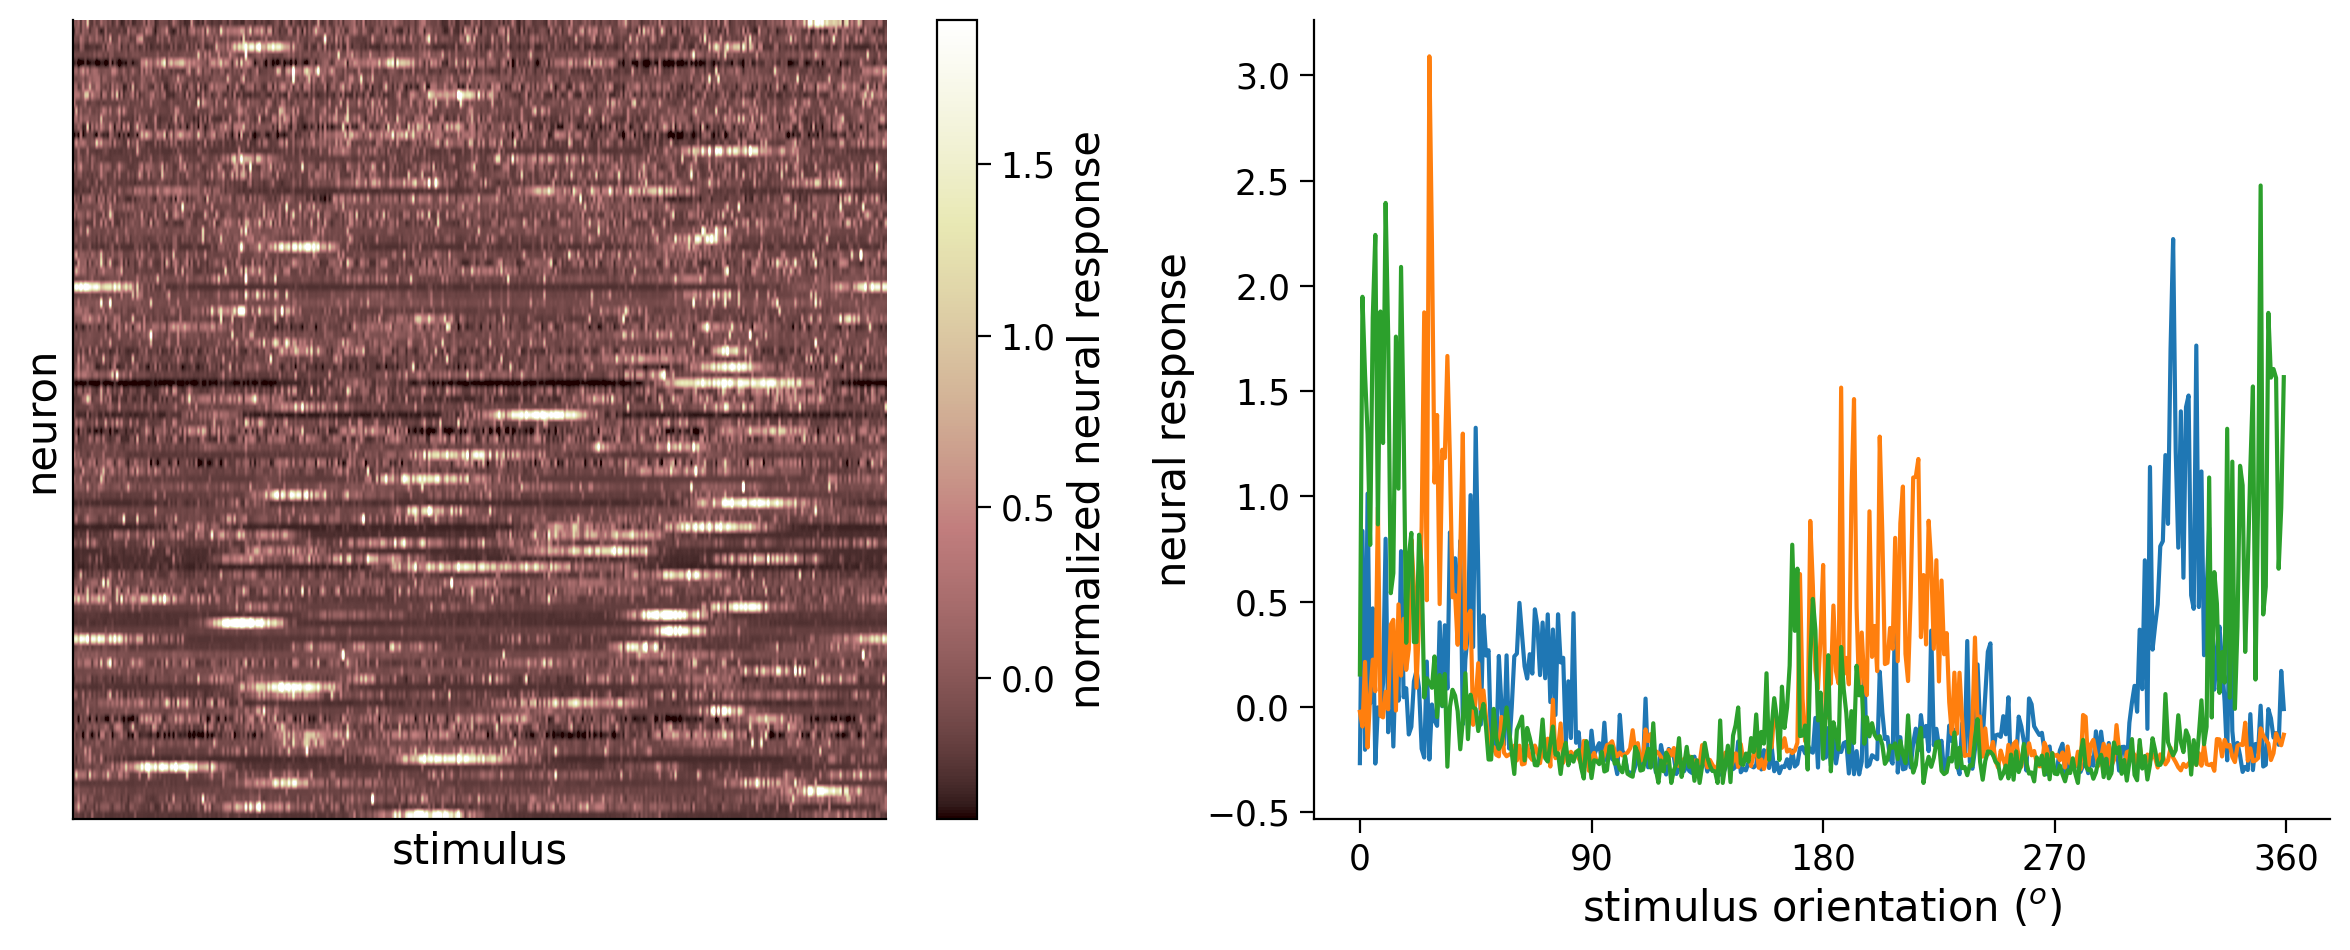 neuron
stimulus
1.5
1.0
0.5
0.0
normalized neural response
neural response
3.0
2.5
2.0
1.5
1.0
0.5
0.0
−0.5
0 90 180 270 360
stimulus orientation (o)